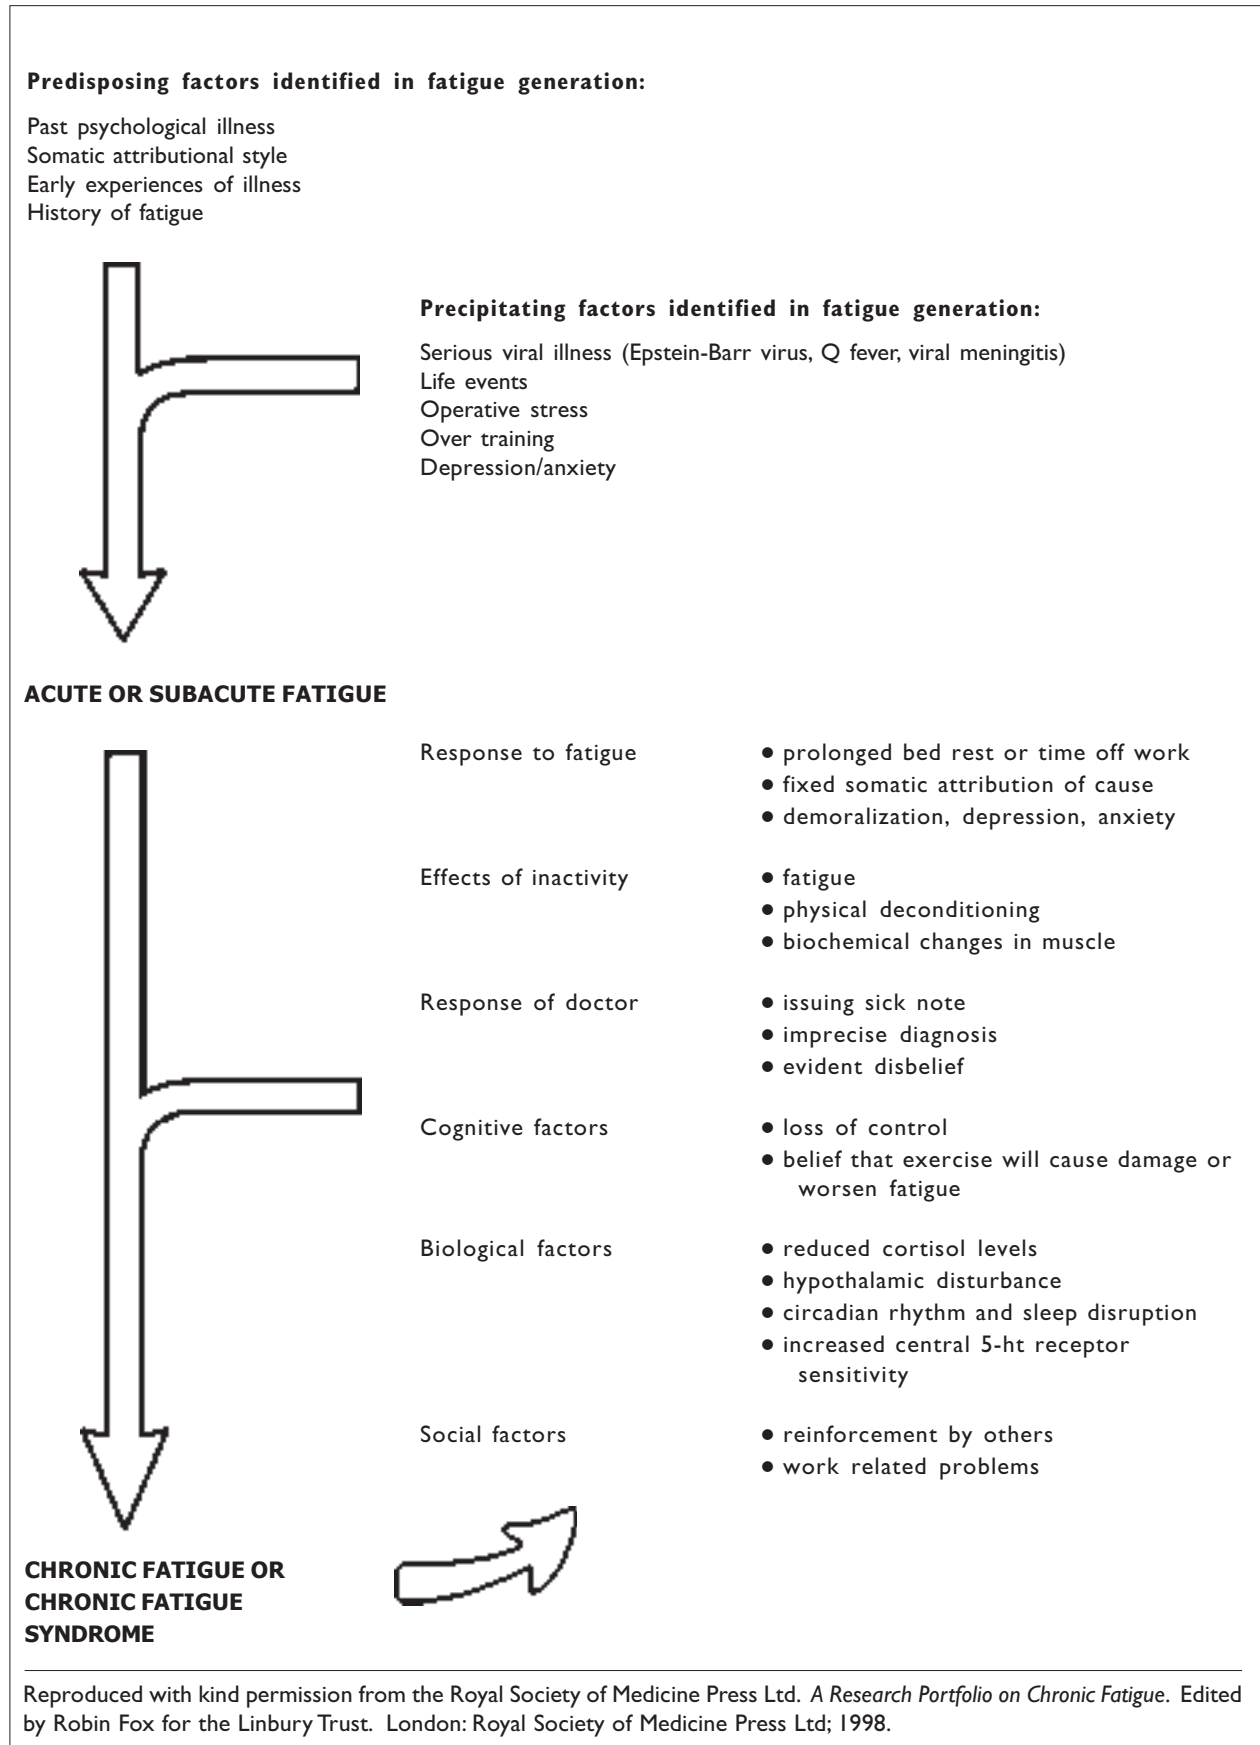 Predisposing factors identified in fatigue generation:
Past psychological illness
Somatic attributional style
Early experiences of illness
History of fatigue
Precipitating factors identified in fatigue generation:
Serious viral illness (Epstein-Barr virus, Q fever, viral meningitis)
Life events
Operative stress
Over training
Depression/anxiety
ACUTE OR SUBACUTE FATIGUE
Response to fatigue
● prolonged bed rest or time off work
● fixed somatic attribution of cause
● demoralization, depression, anxiety
Effects of inactivity
● fatigue
● physical deconditioning
● biochemical changes in muscle
Response of doctor
● issuing sick note
● imprecise diagnosis
● evident disbelief
Cognitive factors
● loss of control
● belief that exercise will cause damage or
worsen fatigue
Biological factors
● reduced cortisol levels
● hypothalamic disturbance
● circadian rhythm and sleep disruption
● increased central 5-ht receptor
sensitivity
Social factors
● reinforcement by others
● work related problems
CHRONIC FATIGUE OR
CHRONIC FATIGUE
SYNDROME
Reproduced with kind permission from the Royal Society of Medicine Press Ltd. A Research Portfolio on Chronic Fatigue. Edited
by Robin Fox for the Linbury Trust. London: Royal Society of Medicine Press Ltd; 1998.